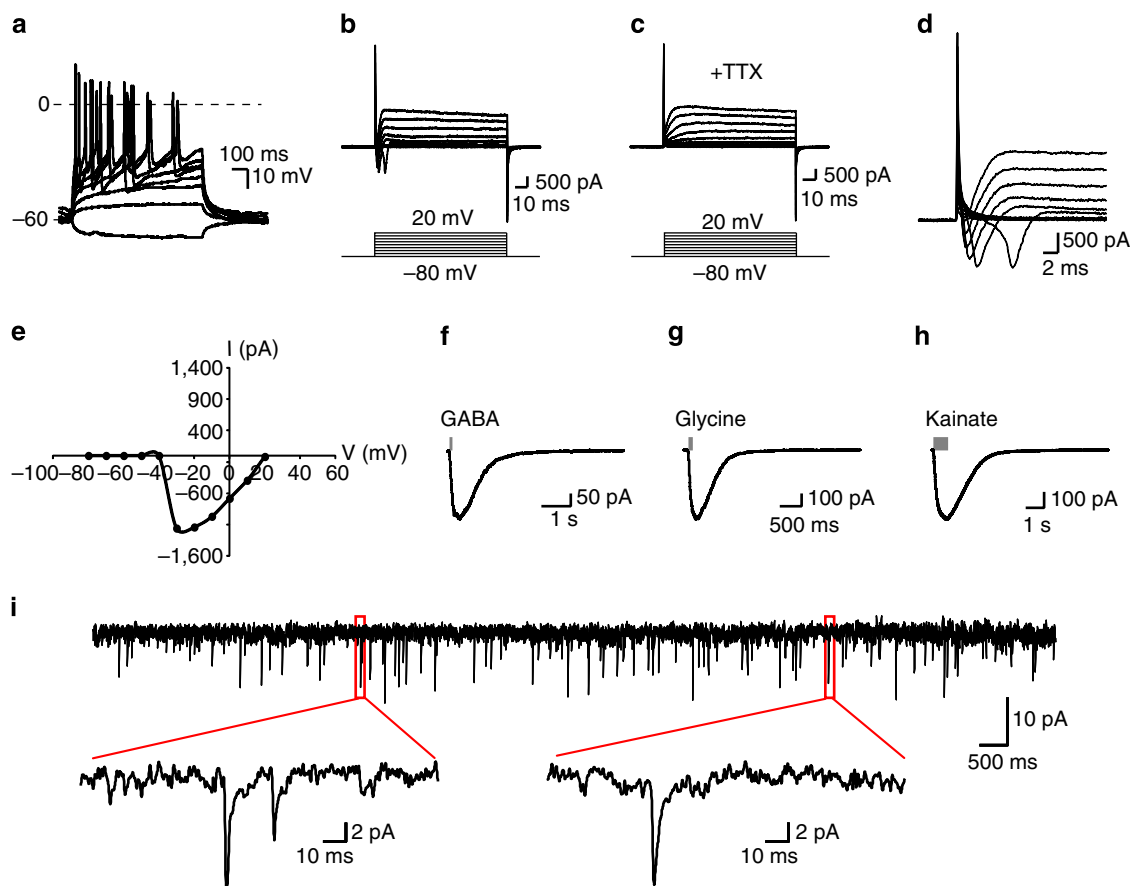 a
0
−60
100 ms
10 mV
b
500 pA
10 ms
20 mV
−80 mV
c
+TTX
500 pA
10 ms
20 mV
−80 mV
d
500 pA
2 ms
e
I (pA)
1,400
900
400
V (mV)
−100 −80 −60 −40 −20 0 20 40 60
−600
−1,600
f
GABA
50 pA
1 s
g
Glycine
100 pA
500 ms
h
Kainate
100 pA
1 s
i
10 pA
500 ms
2 pA
10 ms
2 pA
10 ms